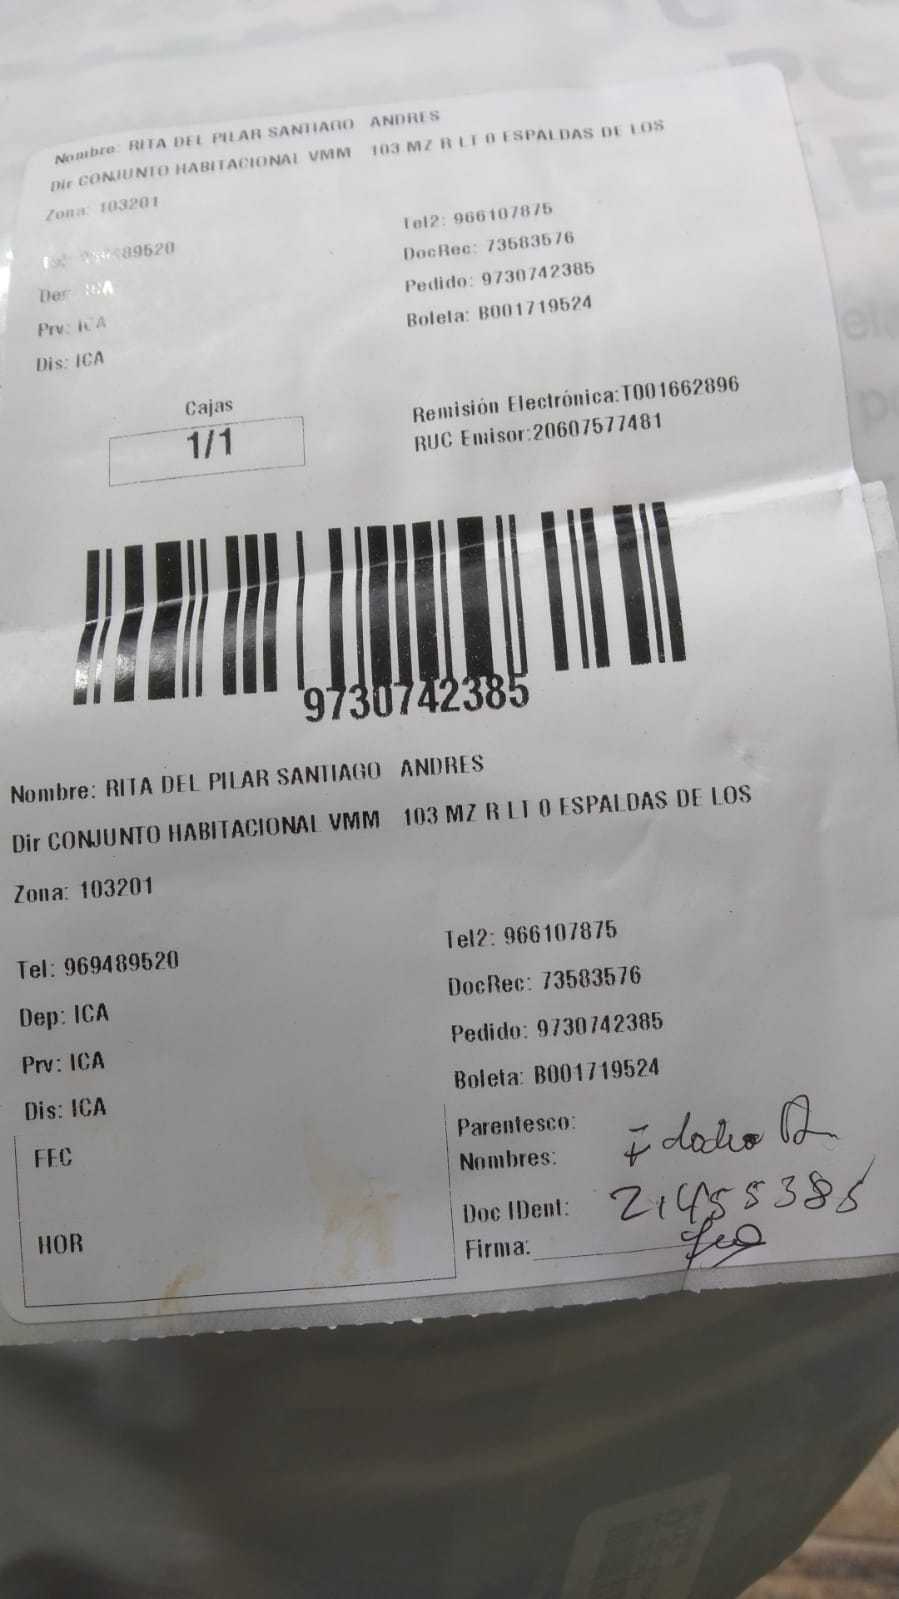 Nombre: RITA DEL PILAR SANTIAGO ANDRES
Dir CONJUNTO HABITACIONAL VMM 103 MZ R LT 0 ESPALDAS DE LOS
Zona: 103201
Tel2: 966107875
89520
DocRec: 73583576
ICA
Pedido: 9730742385
Prv: ICA
Boleta: B001719524
Dis: ICA
Cajas
1/1
Remisión Electrónica:T001662896
RUC Emisor:20607577481
9730742385
Nombre: RITA DEL PILAR SANTIAGO ANDRES
Dir CONJUNTO HABITACIONAL VMM 103 MZ R LT 0 ESPALDAS DE LOS
Zona: 103201
Tel: 969489520
Tel2: 966107875
Dep: ICA
DocRec: 73583576
Prv: ICA
Pedido: 9730742385
Dis: ICA
Boleta: B001719524
FEC
HOR
Parentesco:
Nombres:
Doc IDent: 21455385
Firma: